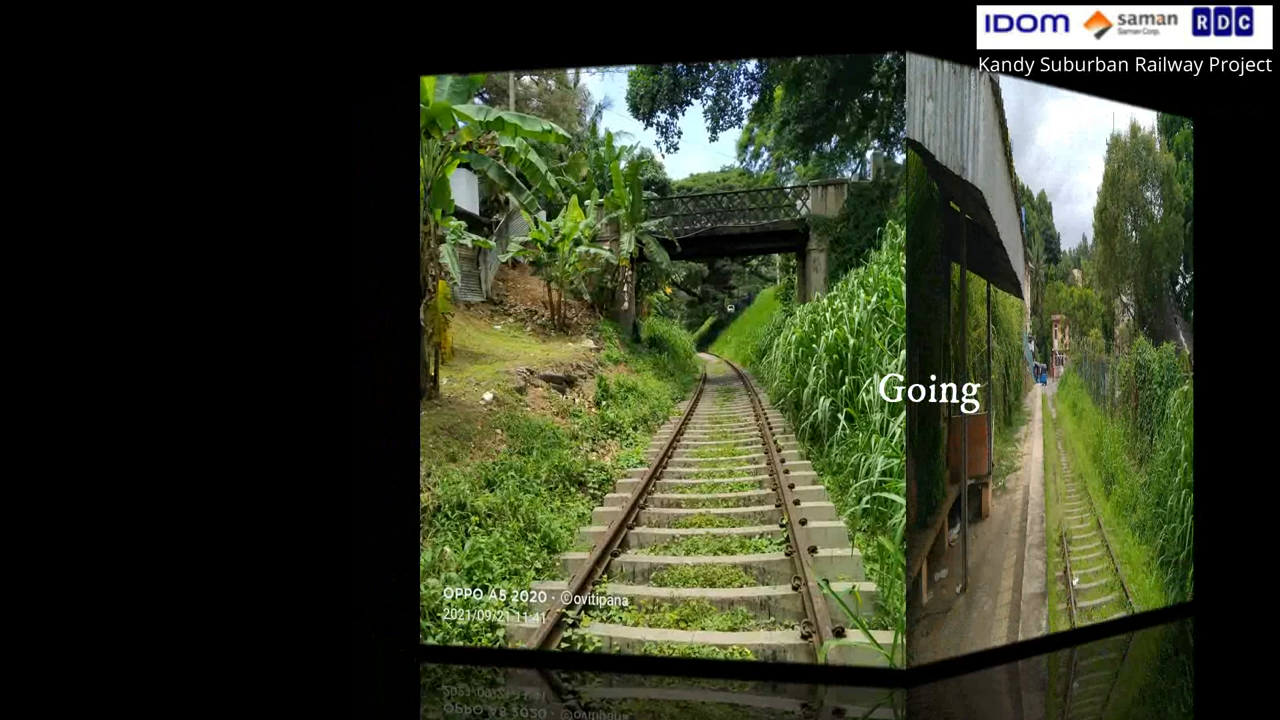 IDOM saman RDC
Saman Corp.
Kandy Suburban Railway Project
Going
OPPO A5 2020 · ©ovitipana
2021/09/21 11:41